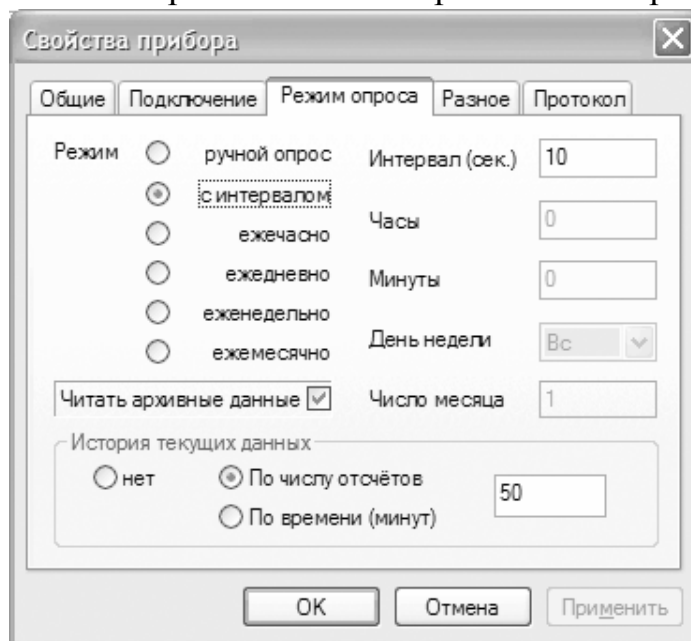 Свойства прибора
Общие Подключение Режим опроса Разное Протокол
Режим ручной опрос Интервал (сек.) 10
с интервалом
ежечасно Часы 0
ежедневно Минуты 0
еженедельно
День недели Вс
ежемесячно
Читать архивные данные Число месяца 1
История текущих данных
нет По числу отсчётов 50
По времени (минут)
OK Отмена Применить